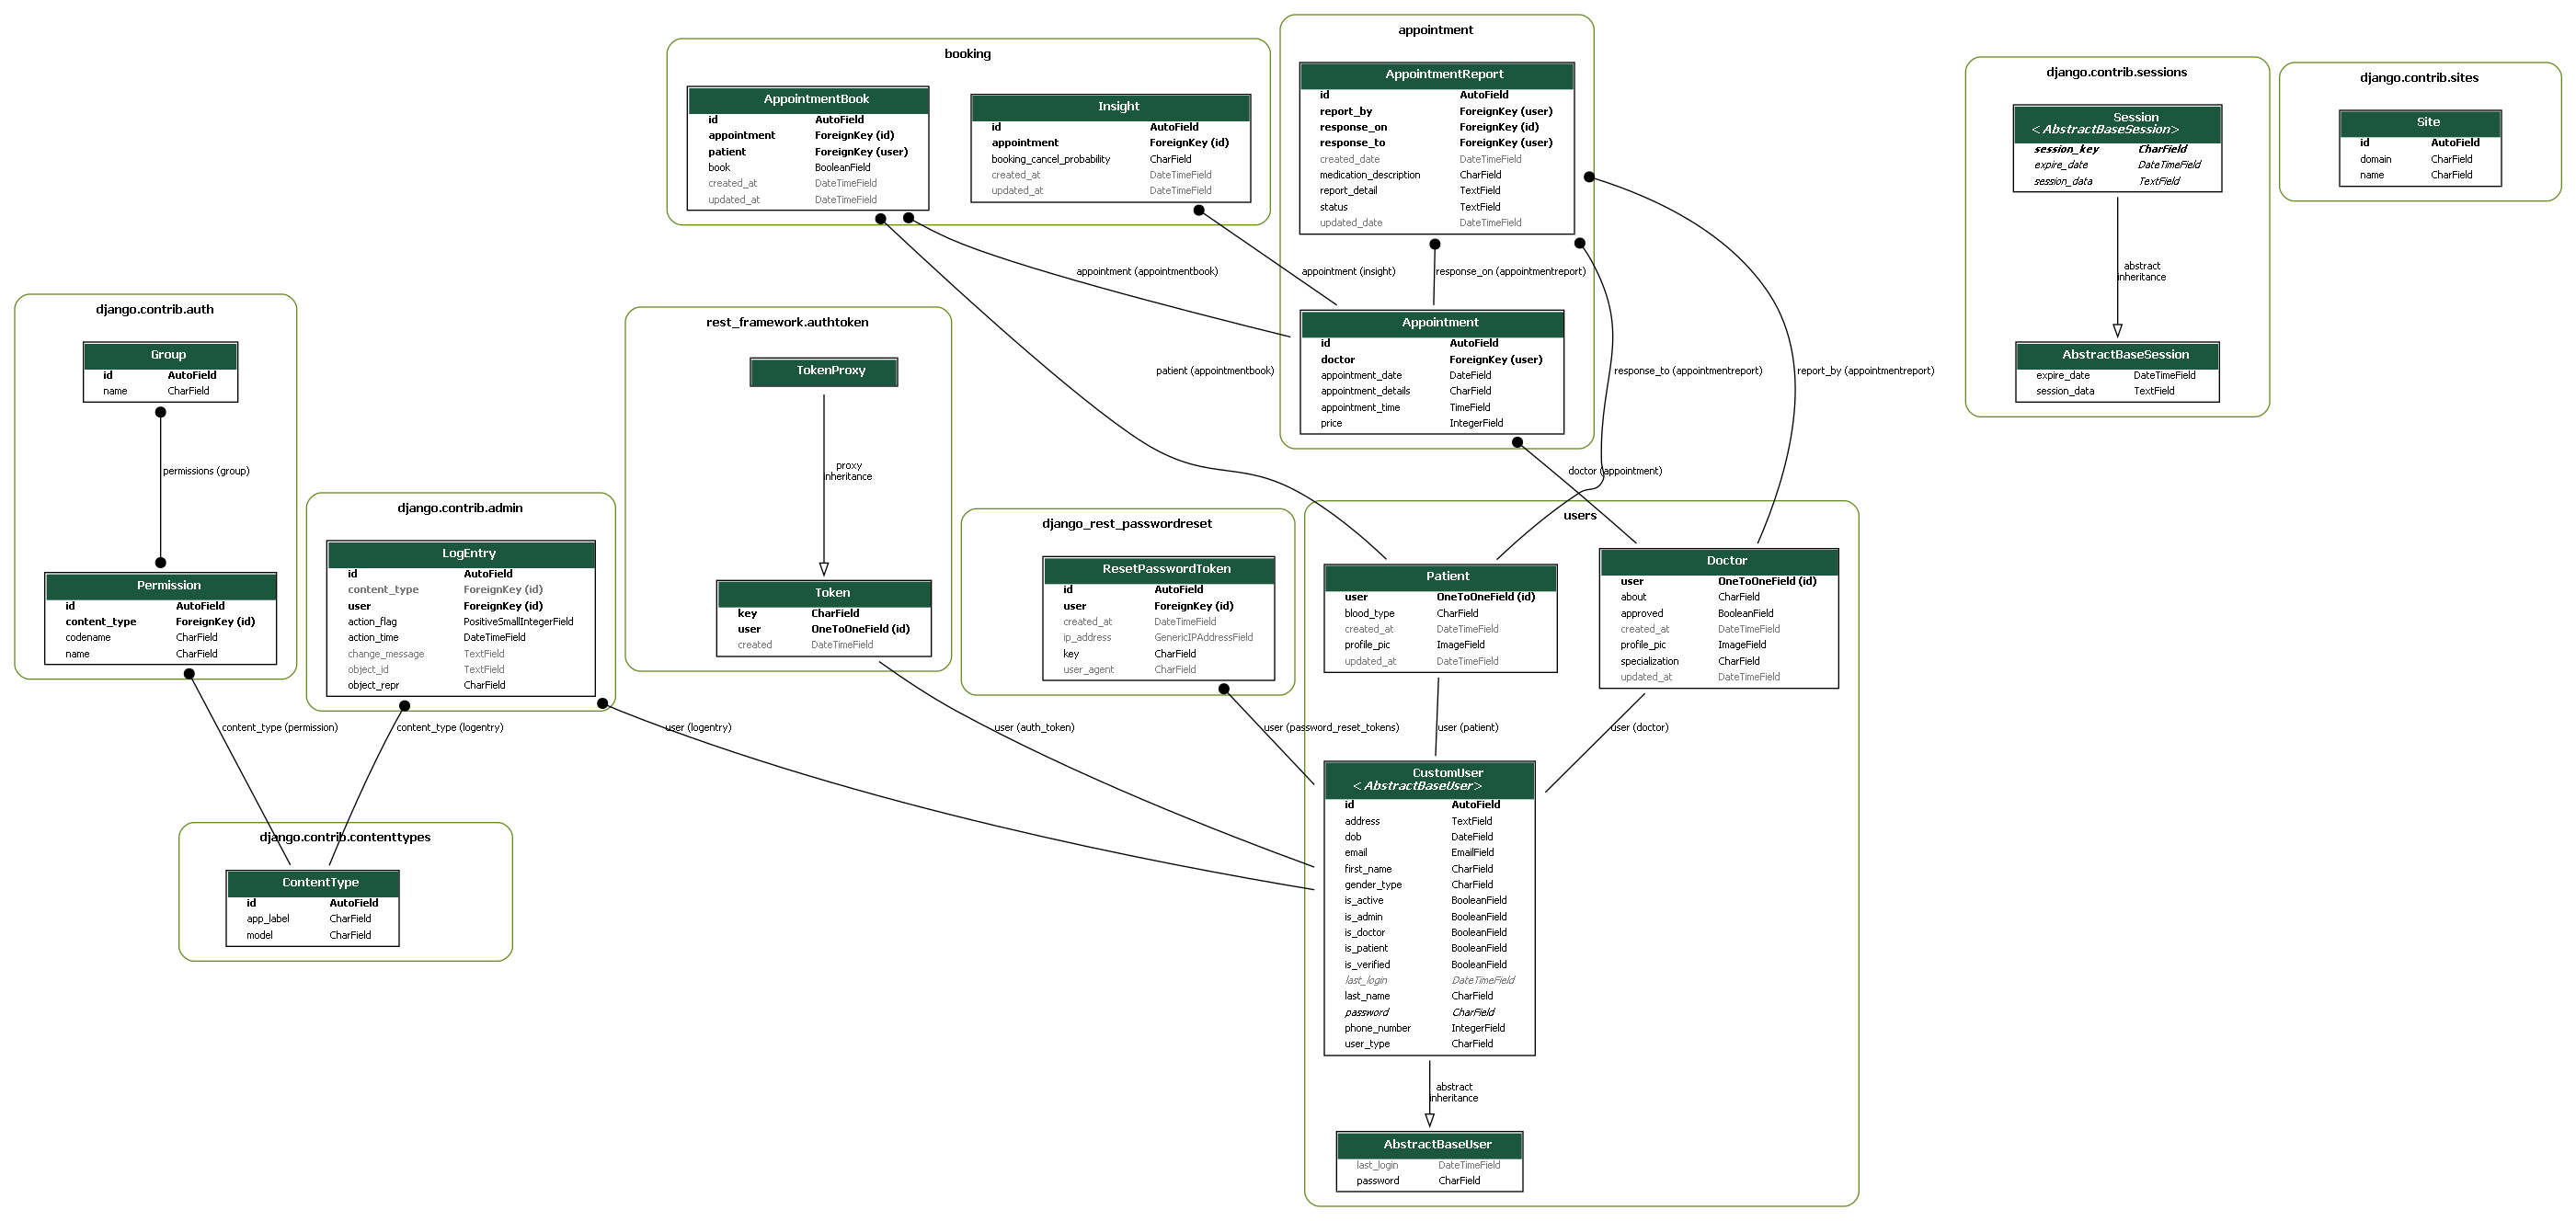 booking
AppointmentBook
id AutoField
appointment ForeignKey (id)
patient ForeignKey (user)
book BooleanField
created_at DateTimeField
updated_at DateTimeField
Insight
id AutoField
appointment ForeignKey (id)
booking_cancel_probability CharField
created_at DateTimeField
updated_at DateTimeField
appointment
AppointmentReport
id AutoField
report_by ForeignKey (user)
response_on ForeignKey (id)
response_to ForeignKey (user)
created_date DateTimeField
medication_description CharField
report_detail TextField
status TextField
updated_date DateTimeField
Appointment
id AutoField
doctor ForeignKey (user)
appointment_date DateField
appointment_details CharField
appointment_time TimeField
price IntegerField
django.contrib.sessions
Session
<AbstractBaseSession>
session_key CharField
expire_date DateTimeField
session_data TextField
abstract
inheritance
AbstractBaseSession
expire_date DateTimeField
session_data TextField
django.contrib.sites
Site
id AutoField
domain CharField
name CharField
appointment (appointmentbook)
appointment (insight)
response_on (appointmentreport)
patient (appointmentbook)
response_to (appointmentreport)
report_by (appointmentreport)
doctor (appointment)
django.contrib.auth
Group
id AutoField
name CharField
permissions (group)
Permission
id AutoField
content_type ForeignKey (id)
codename CharField
name CharField
django.contrib.admin
LogEntry
id AutoField
content_type ForeignKey (id)
user ForeignKey (id)
action_flag PositiveSmallIntegerField
action_time DateTimeField
change_message TextField
object_id TextField
object_repr CharField
rest_framework.authtoken
TokenProxy
proxy
inheritance
Token
key CharField
user OneToOneField (id)
created DateTimeField
django_rest_passwordreset
ResetPasswordToken
id AutoField
user ForeignKey (id)
created_at DateTimeField
ip_address GenericIPAddressField
key CharField
user_agent CharField
users
Patient
user OneToOneField (id)
blood_type CharField
created_at DateTimeField
profile_pic ImageField
updated_at DateTimeField
Doctor
user OneToOneField (id)
about CharField
approved BooleanField
created_at DateTimeField
profile_pic ImageField
specialization CharField
updated_at DateTimeField
content_type (permission)
content_type (logentry)
user (logentry)
user (auth_token)
user (password_reset_tokens)
user (patient)
user (doctor)
django.contrib.contenttypes
ContentType
id AutoField
app_label CharField
model CharField
CustomUser
<AbstractBaseUser>
id AutoField
address TextField
dob DateField
email EmailField
first_name CharField
gender_type CharField
is_active BooleanField
is_admin BooleanField
is_doctor BooleanField
is_patient BooleanField
is_verified BooleanField
last_login DateTimeField
last_name CharField
password CharField
phone_number IntegerField
user_type CharField
abstract
inheritance
AbstractBaseUser
last_login DateTimeField
password CharField